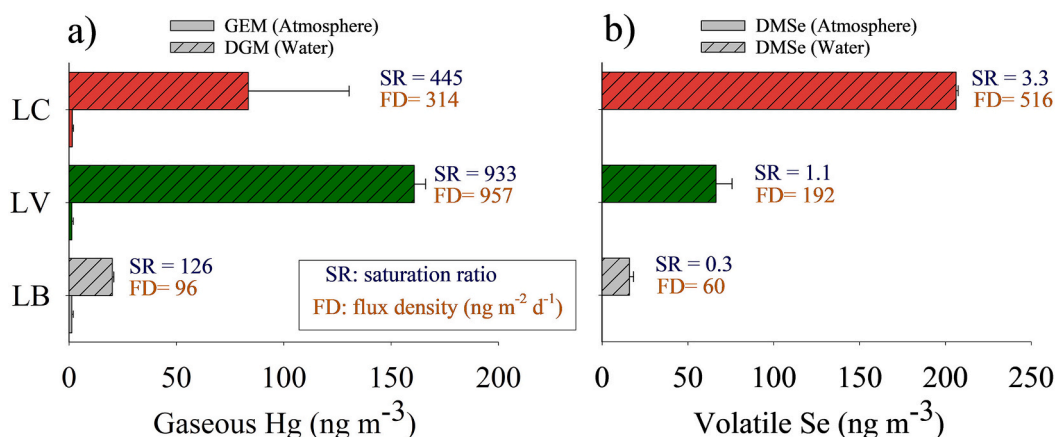 a)
GEM (Atmosphere)
DGM (Water)
LC
SR = 445
FD= 314
LV
SR = 933
FD= 957
LB
SR = 126
FD= 96
SR: saturation ratio
FD: flux density (ng m⁻² d⁻¹)
0 50 100 150 200
Gaseous Hg (ng m⁻³)
b)
DMSe (Atmosphere)
DMSe (Water)
SR = 3.3
FD= 516
SR = 1.1
FD= 192
SR = 0.3
FD= 60
0 50 100 150 200 250
Volatile Se (ng m⁻³)